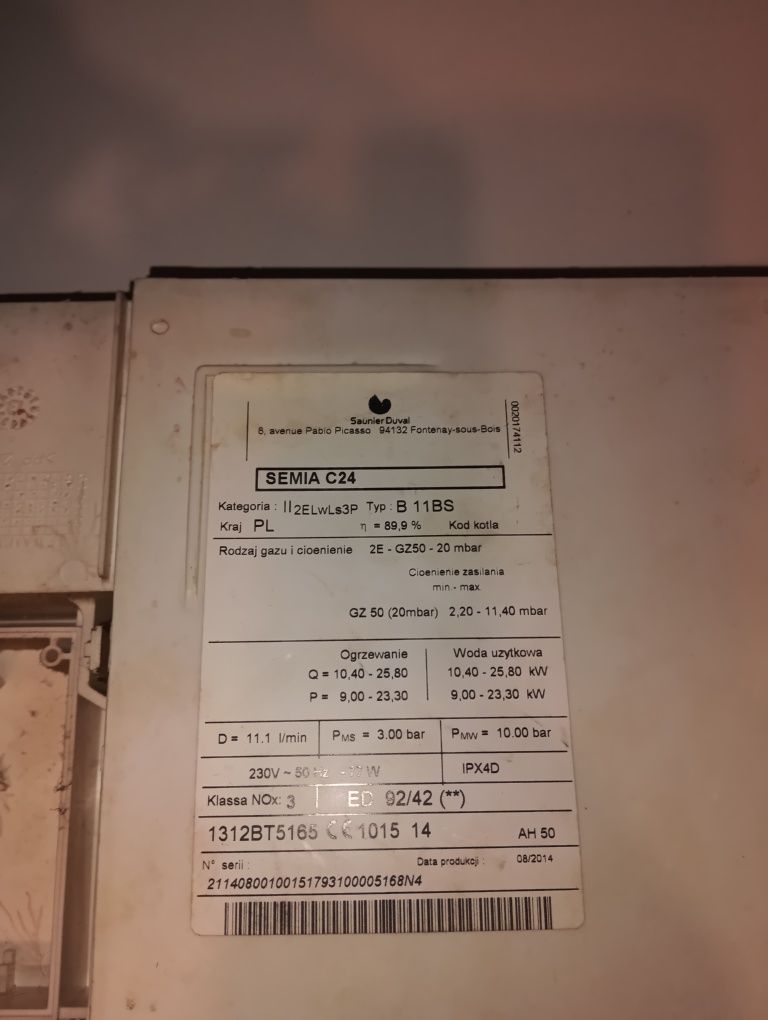 Saunier Duval
8, avenue Pablo Picasso 94132 Fontenay-sous-Bois
0020174112
SEMIA C24
Kategoria : II2ELwLs3P Typ : B 11BS
Kraj PL η = 89,9 % Kod kotla
Rodzaj gazu i cioenienie 2E - GZ50 - 20 mbar
Cioenienie zasilania
min.- max.
GZ 50 (20mbar) 2,20 - 11,40 mbar
Ogrzewanie Woda uzytkowa
Q = 10,40 - 25,80 10,40 - 25,80 kW
P = 9,00 - 23,30 9,00 - 23,30 kW
D = 11.1 l/min PMS = 3.00 bar PMW = 10.00 bar
230V ~ 50 Hz W IPX4D
Klassa NOx: 3 ED 92/42 (**)
1312BT5165 CE 1015 14 AH 50
N° serii : Data produkcji : 08/2014
2114080010015179310005168N4